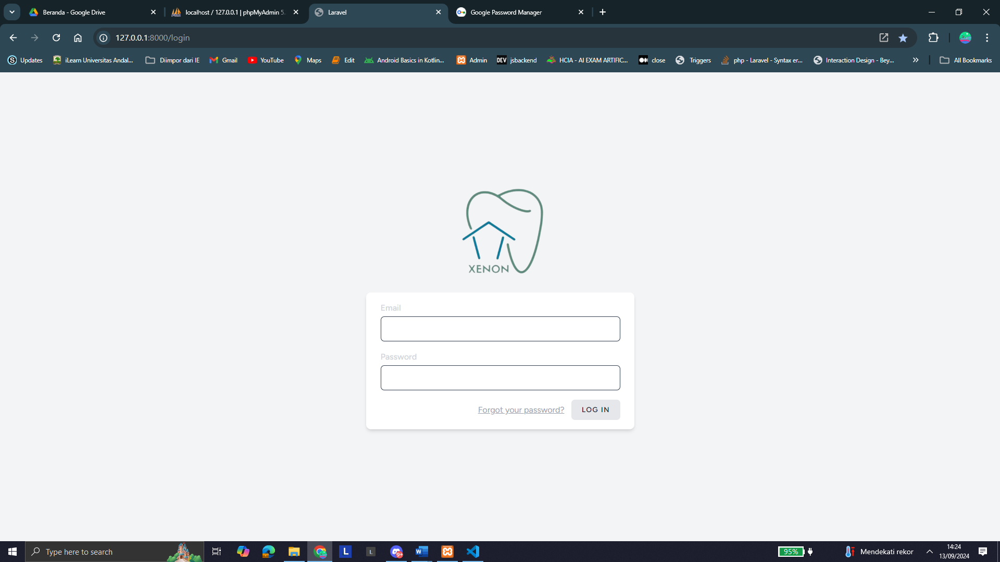 Beranda - Google Drive
localhost / 127.0.0.1 | phpMyAdmin 5.
Laravel
Google Password Manager
127.0.0.1:8000/login
Updates
iLearn Universitas Andal...
Diimpor dari IE
Gmail
YouTube
Maps
Edit
Android Basics in Kotlin...
Admin
DEV jsbackend
HCIA - AI EXAM ARTIFIC...
close
Triggers
php - Laravel - Syntax er...
Interaction Design - Bey...
All Bookmarks
XENON
Email
Password
Forgot your password?
LOG IN
Type here to search
L
L
9+
W
95%
Mendekati rekor
14:24
13/09/2024